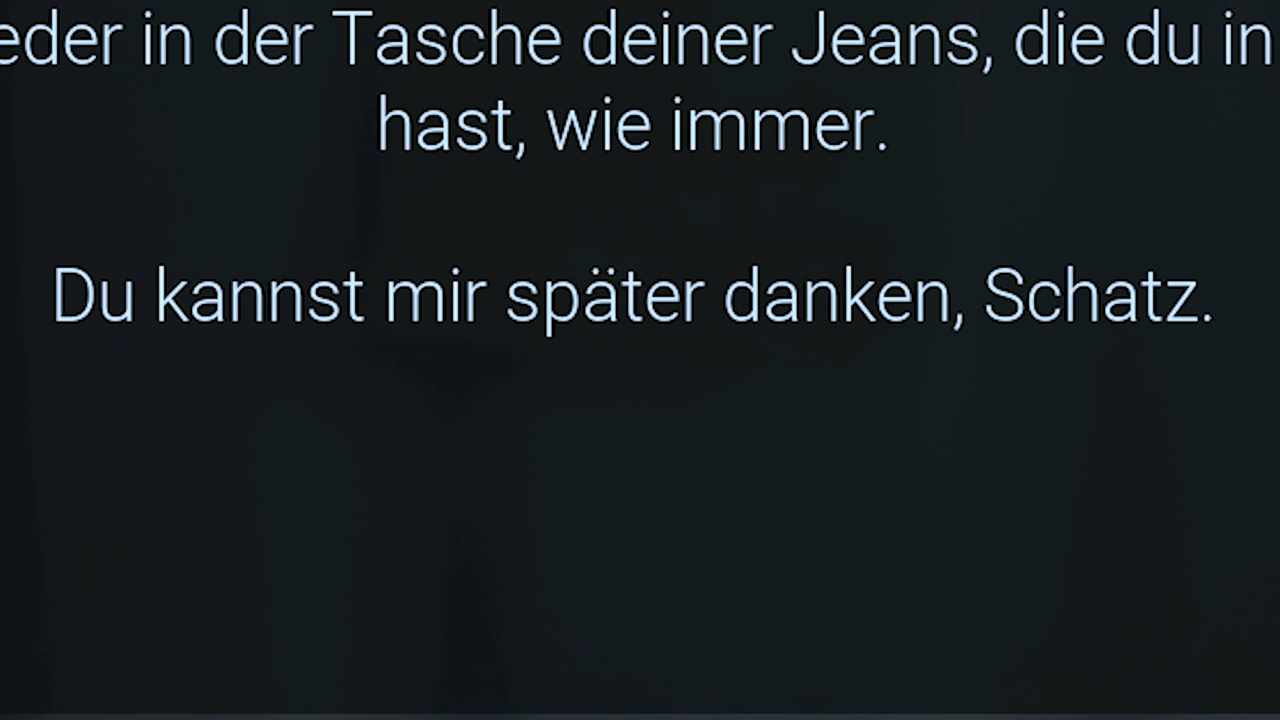 eder in der Tasche deiner Jeans, die du in
hast, wie immer.
Du kannst mir später danken, Schatz.